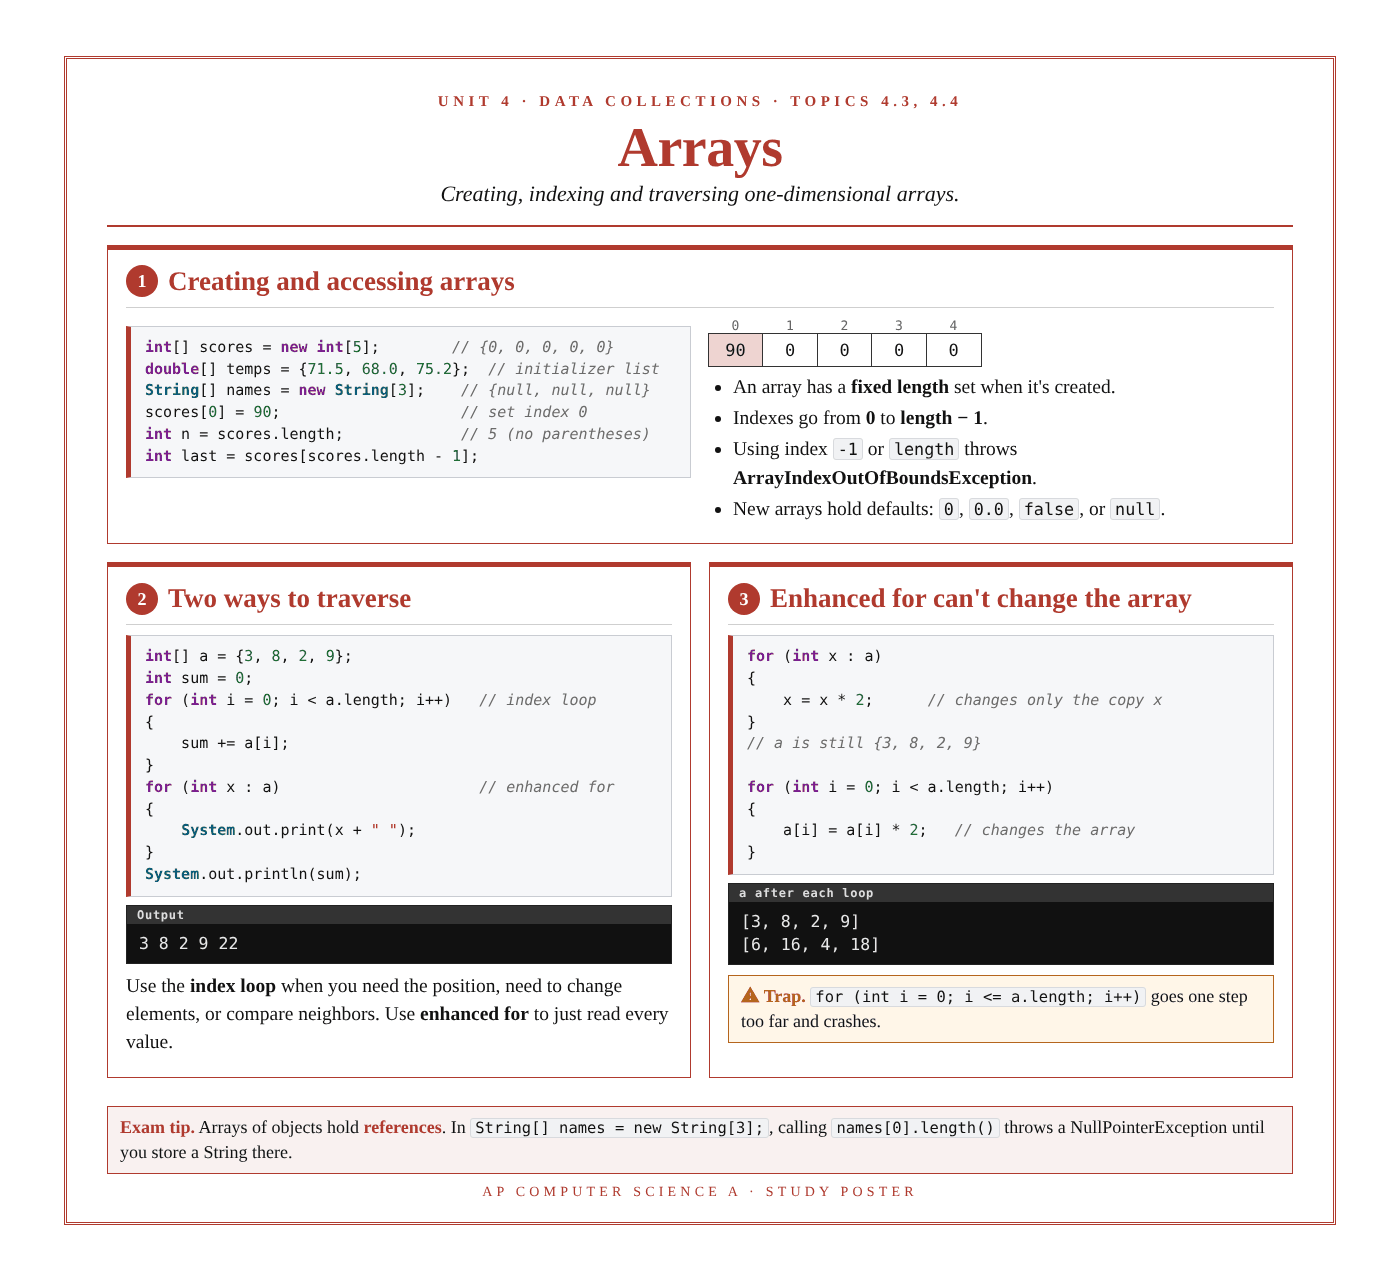 UNIT 4 · DATA COLLECTIONS · TOPICS 4.3, 4.4
Arrays
Creating, indexing and traversing one-dimensional arrays.
1 Creating and accessing arrays
int[] scores = new int[5];        // {0, 0, 0, 0, 0}
double[] temps = {71.5, 68.0, 75.2};  // initializer list
String[] names = new String[3];    // {null, null, null}
scores[0] = 90;                    // set index 0
int n = scores.length;             // 5 (no parentheses)
int last = scores[scores.length - 1];
0 1 2 3 4
90 0 0 0 0
• An array has a fixed length set when it's created.
• Indexes go from 0 to length − 1.
• Using index -1 or length throws
ArrayIndexOutOfBoundsException.
• New arrays hold defaults: 0, 0.0, false, or null.
2 Two ways to traverse
int[] a = {3, 8, 2, 9};
int sum = 0;
for (int i = 0; i < a.length; i++)   // index loop
{
    sum += a[i];
}
for (int x : a)                      // enhanced for
{
    System.out.print(x + " ");
}
System.out.println(sum);
Output
3 8 2 9 22
Use the index loop when you need the position, need to change
elements, or compare neighbors. Use enhanced for to just read every
value.
3 Enhanced for can't change the array
for (int x : a)
{
    x = x * 2;      // changes only the copy x
}
// a is still {3, 8, 2, 9}
for (int i = 0; i < a.length; i++)
{
    a[i] = a[i] * 2;   // changes the array
}
a after each loop
[3, 8, 2, 9]
[6, 16, 4, 18]
⚠ Trap. for (int i = 0; i <= a.length; i++) goes one step
too far and crashes.
Exam tip. Arrays of objects hold references. In String[] names = new String[3];, calling names[0].length() throws a NullPointerException until
you store a String there.
AP COMPUTER SCIENCE A · STUDY POSTER